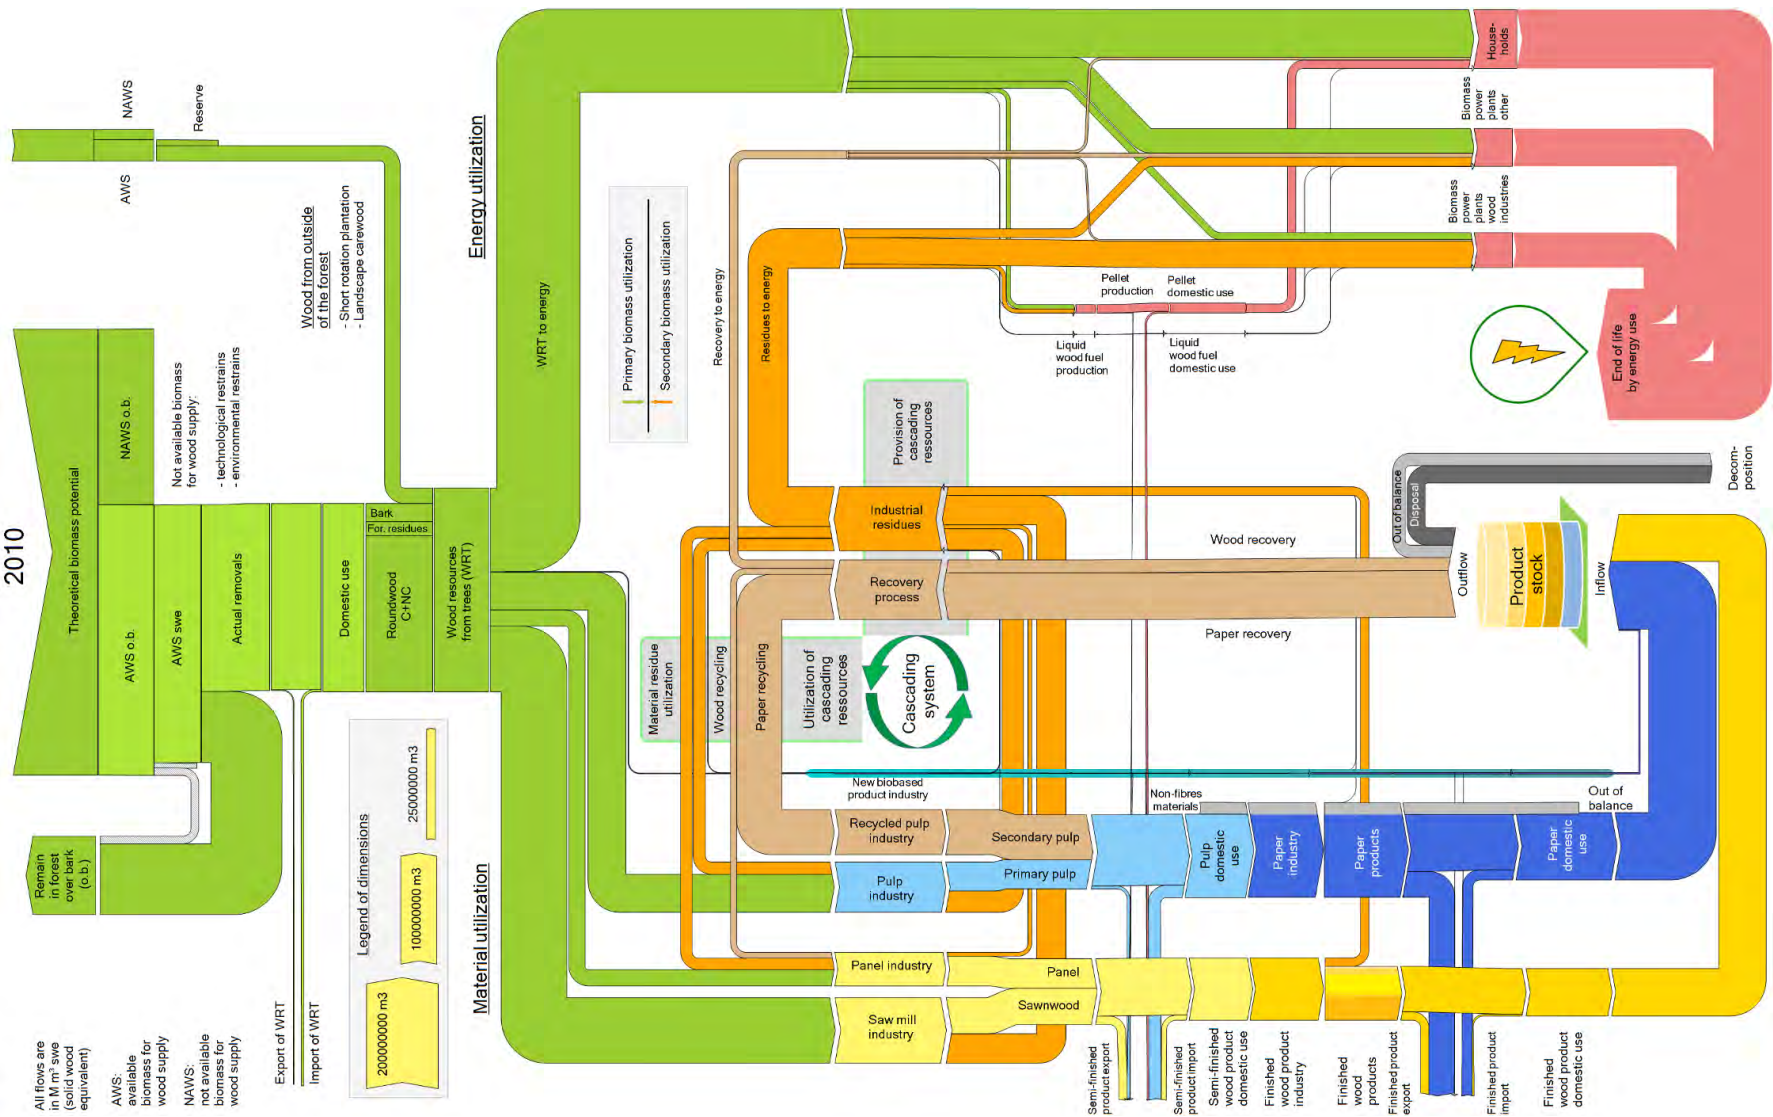 2010
All flows are
in M m³ swe
(solid wood
equivalent)
AWS:
available
biomass for
wood supply
NAWS:
not available
biomass for
wood supply
Export of WRT
Import of WRT
Remain
in forest
over bark
(o.b.)
Theoretical biomass potential
AWS o.b.
NAWS o.b.
AWS swe
Not available biomass
for wood supply:
- technological restrains
- environmental restrains
Actual removals
Domestic use
Roundwood
C+NC
For. residues
Bark
Wood resources
from trees (WRT)
AWS
NAWS
Reserve
Wood from outside
of the forest
- Short rotation plantation
- Landscape carewood
Legend of dimensions
200000000 m3
100000000 m3
25000000 m3
Material utilization
Energy utilization
WRT to energy
Primary biomass utilization
Secondary biomass utilization
Recovery to energy
Residues to energy
Material residue
utilization
Wood recycling
Paper recycling
Utilization of
cascading
ressources
Provision of
cascading
ressources
Cascading
system
Industrial
residues
Recovery
process
New biobased
product industry
Recycled pulp
industry
Pulp
industry
Panel industry
Saw mill
industry
Secondary pulp
Primary pulp
Panel
Sawnwood
Liquid
wood fuel
production
Pellet
production
Pellet
domestic use
Liquid
wood fuel
domestic use
Wood recovery
Paper recovery
Non-fibres
materials
Semi-finished
product export
Semi-finished
product import
Semi-finished
wood product
domestic use
Pulp
domestic
use
Finished
wood product
industry
Paper
industry
Finished
wood
products
Paper
products
Finished product
export
Finished product
import
Finished
wood product
domestic use
Paper
domestic
use
Out of
balance
Out of balance
Disposal
Decom-
position
Outflow
Product
stock
Inflow
House-
holds
Biomass
power
plants
other
Biomass
power
plants
wood
industries
End of life
by energy use